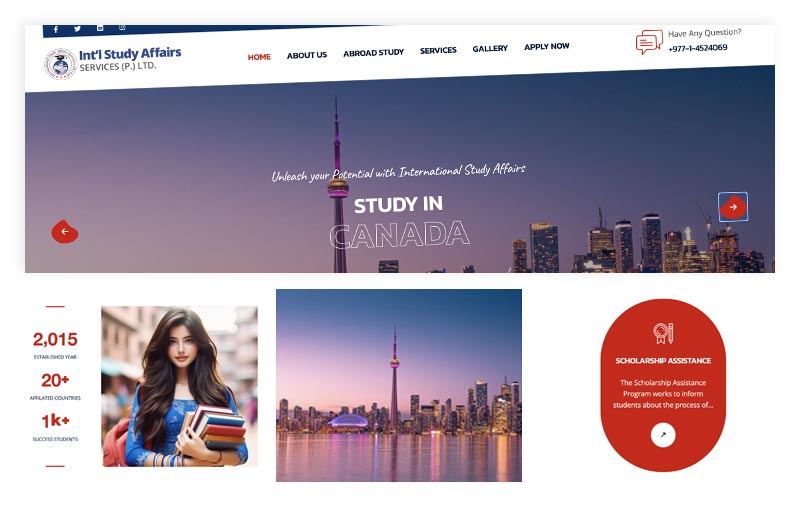 Int'l Study Affairs
SERVICES (P.) LTD.
HOME ABOUT US ABROAD STUDY SERVICES GALLERY APPLY NOW
Have Any Question?
+977-1-4524069
Unleash your Potential with International Study Affairs
STUDY IN
CANADA
2,015
ESTABLISHED YEAR
20+
AFFILATED COUNTRIES
1k+
SUCCESS STUDENTS
SCHOLARSHIP ASSISTANCE
The Scholarship Assistance
Program works to inform
students about the process of...